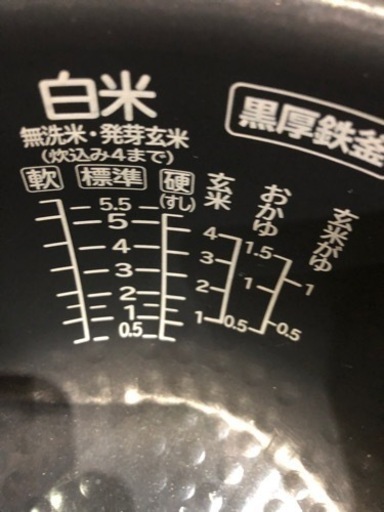 白米
無洗米・発芽玄米
(炊込み4まで)
黒厚鉄釜
軟 標準 硬
(すし)
5.5
5
4
3
2
1
0.5
玄米
4
3
2
1
おかゆ
1.5
1
0.5
玄米がゆ
1
0.5